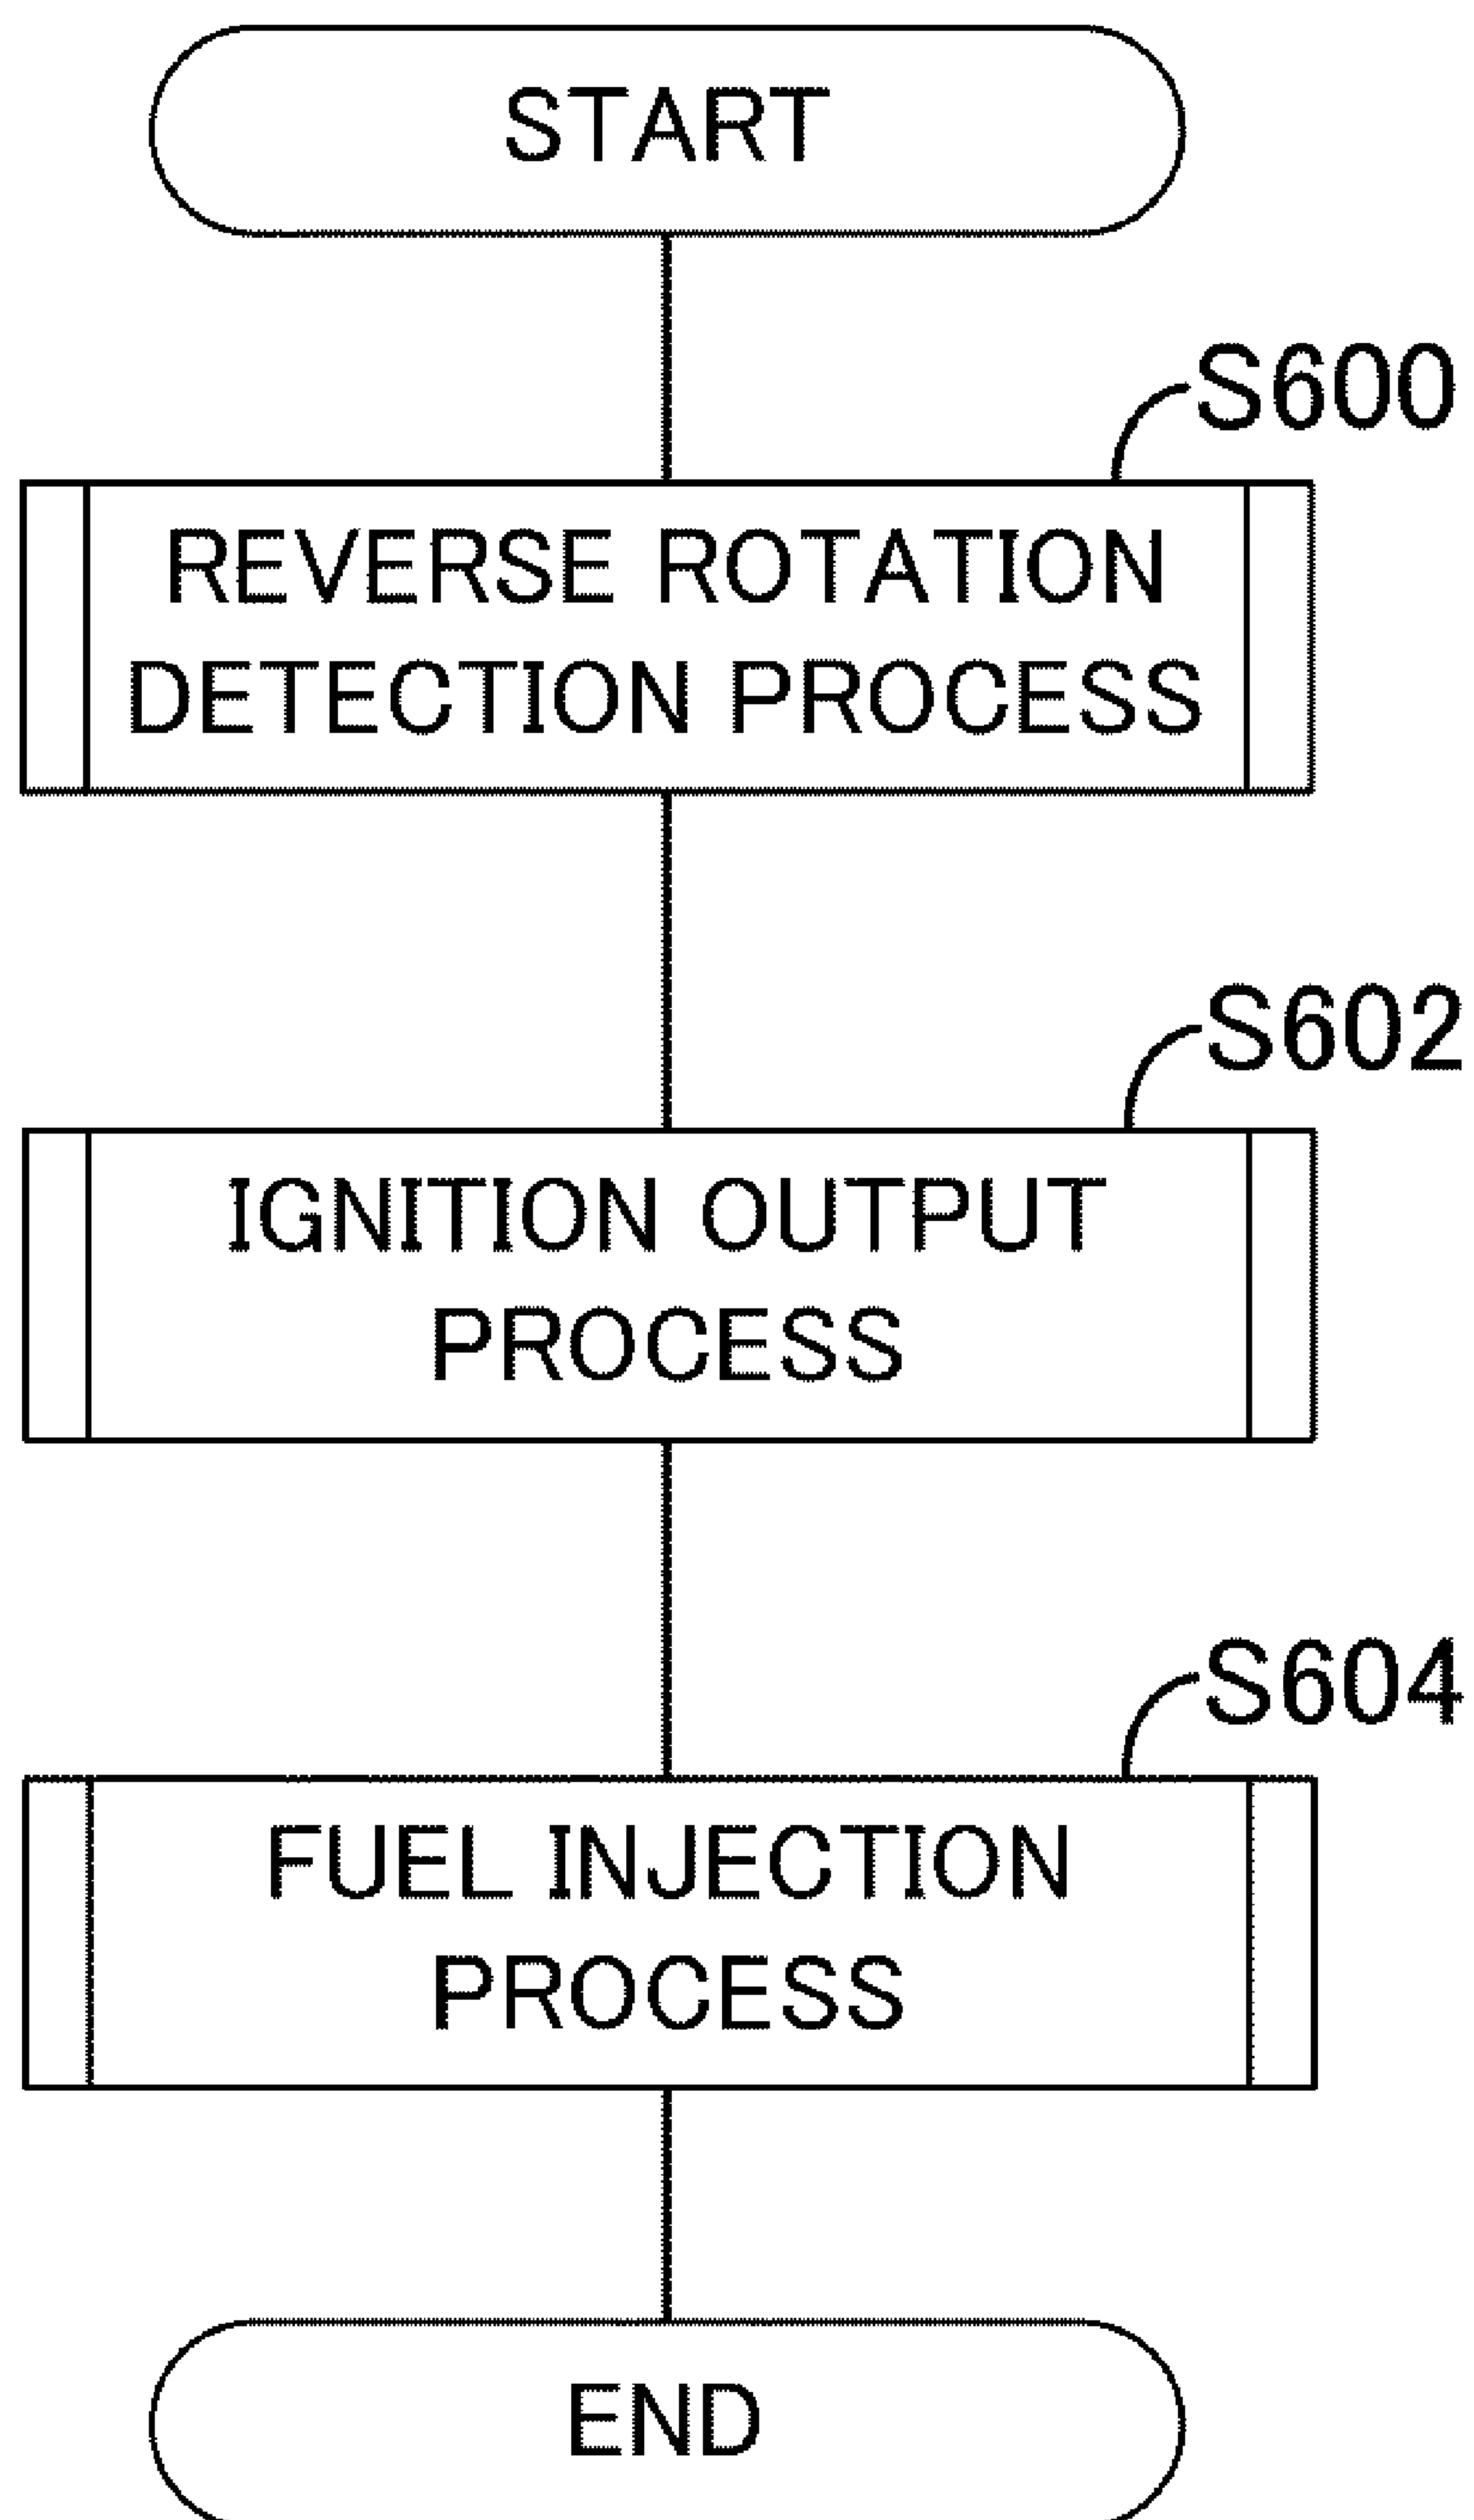 START
S600
REVERSE ROTATION
DETECTION PROCESS
S602
IGNITION OUTPUT
PROCESS
S604
FUEL INJECTION
PROCESS
END